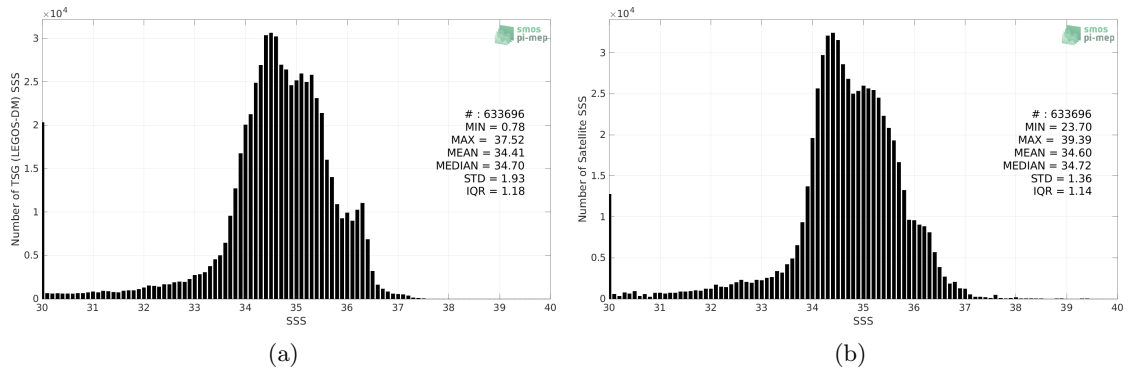 ×10⁴
smos
pi-mep
Number of TSG (LEGOS-DM) SSS
3
2.5
2
1.5
1
0.5
0
# : 633696
MIN = 0.78
MAX = 37.52
MEAN = 34.41
MEDIAN = 34.70
STD = 1.93
IQR = 1.18
30 31 32 33 34 35 36 37 38 39 40
SSS
(a)
×10⁴
smos
pi-mep
Number of Satellite SSS
3
2.5
2
1.5
1
0.5
0
# : 633696
MIN = 23.70
MAX = 39.39
MEAN = 34.60
MEDIAN = 34.72
STD = 1.36
IQR = 1.14
30 31 32 33 34 35 36 37 38 39 40
SSS
(b)